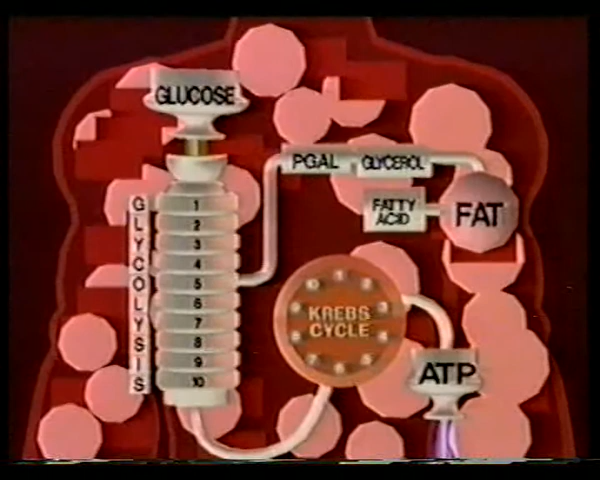 GLUCOSE
PGAL
GLYCEROL
FATTY
ACID
FAT
GLYCOLYSIS
1
2
3
4
5
6
7
8
9
10
KREBS
CYCLE
ATP